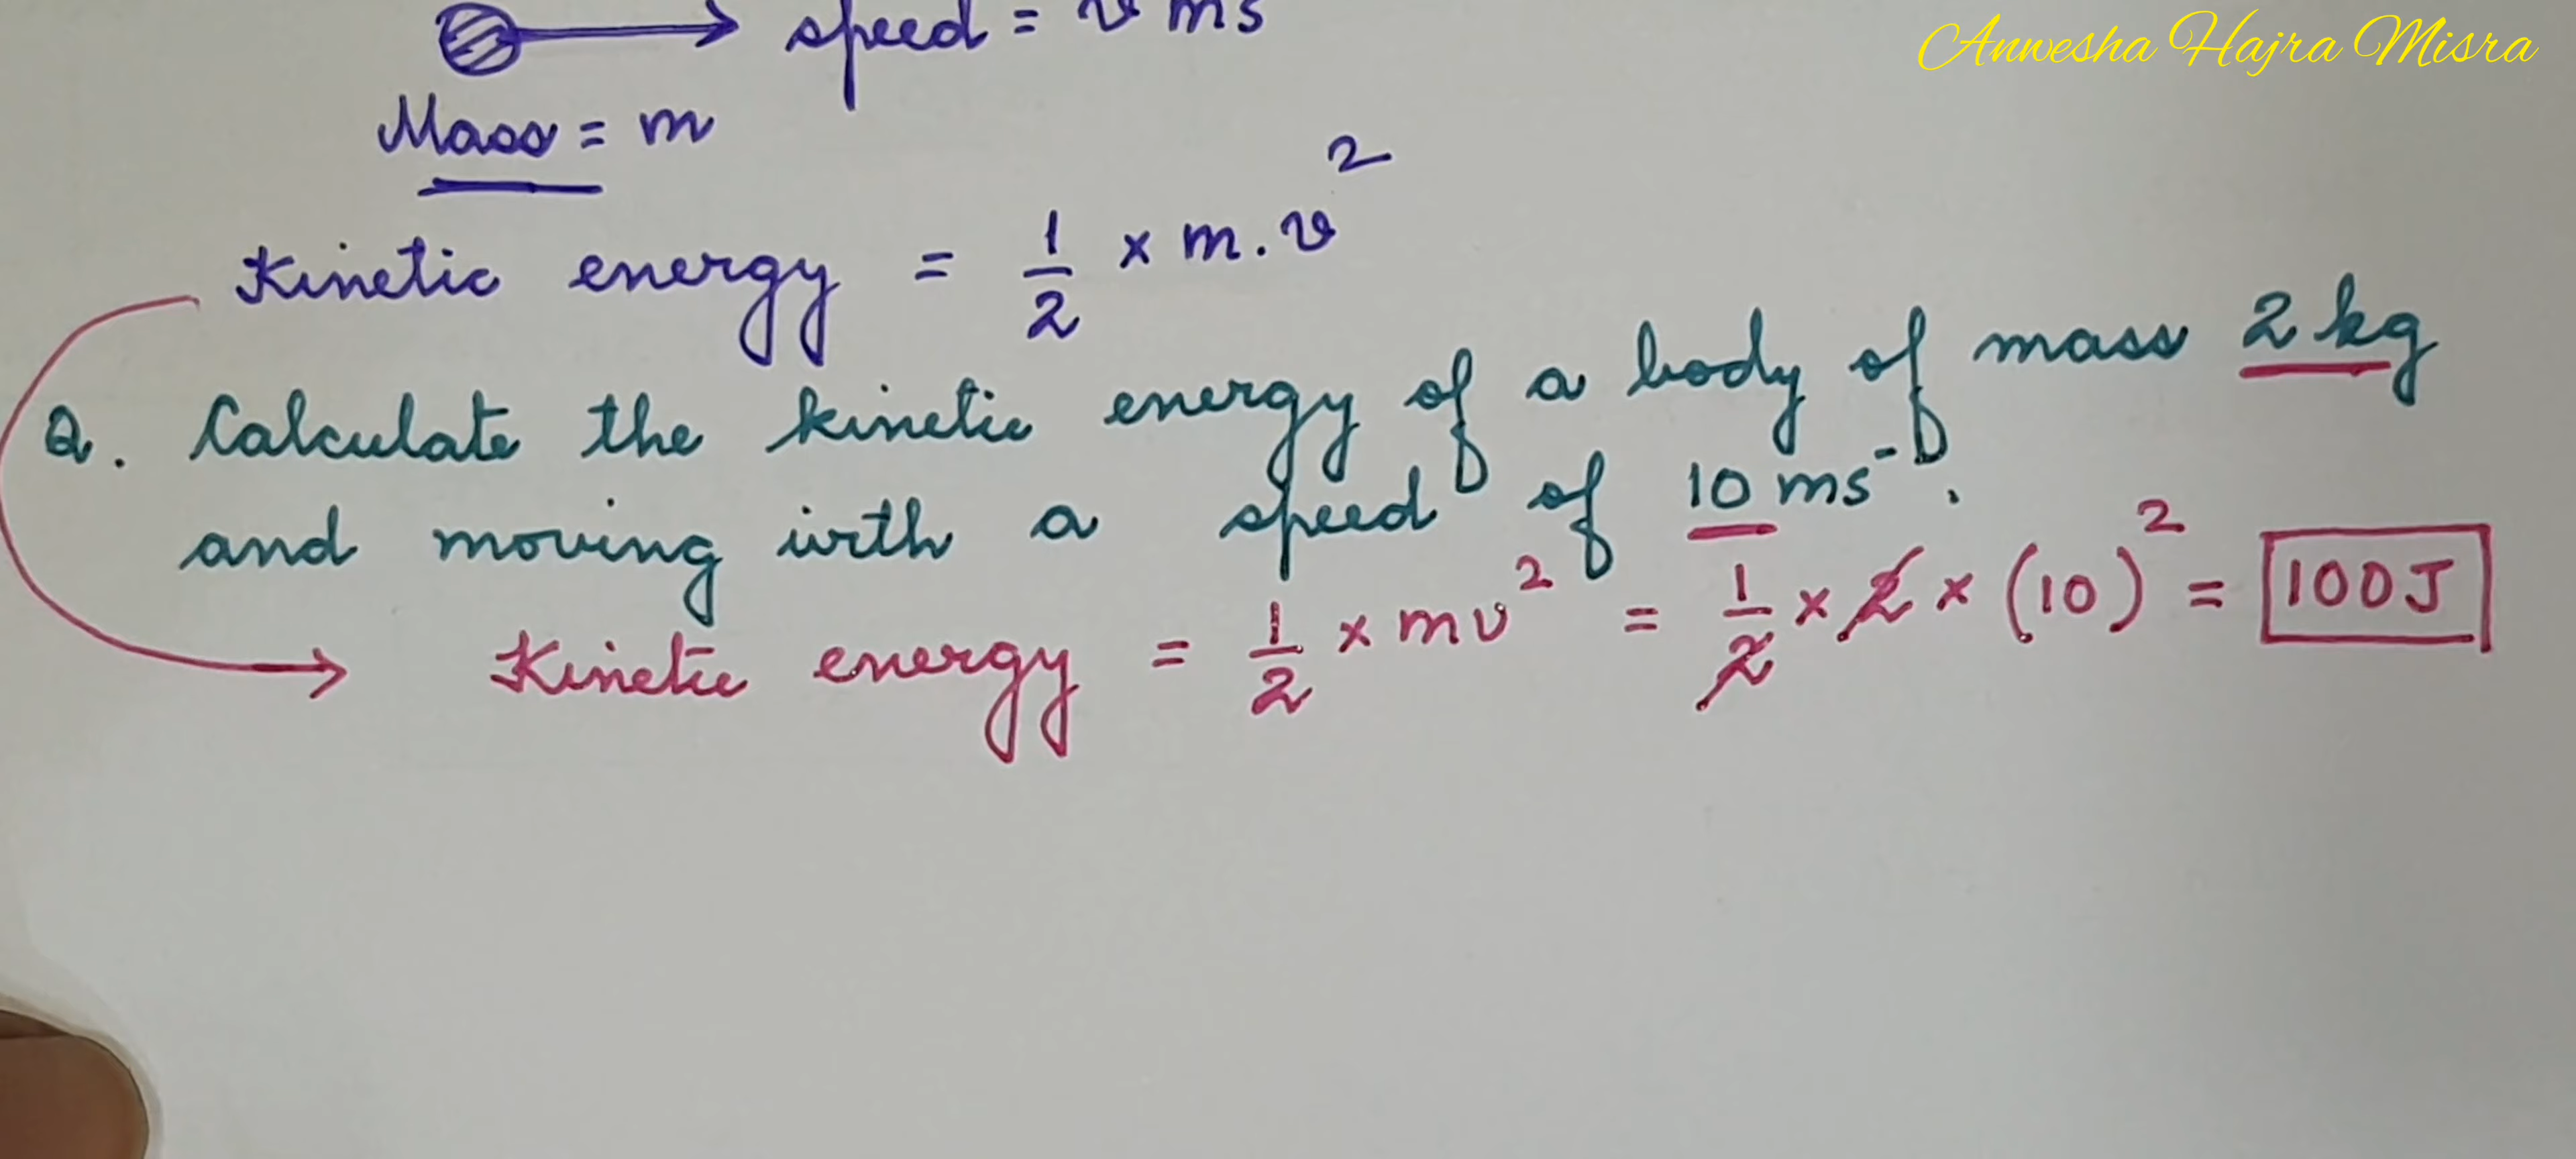 Anwesha Hajra Misra
speed = v ms
Mass = m
Kinetic energy = 1/2 × m.v²
Q. Calculate the kinetic energy of a body of mass 2 kg
and moving with a speed of 10 ms⁻¹.
Kinetic energy = 1/2 × mv² = 1/2 × 2 × (10)² = 100J